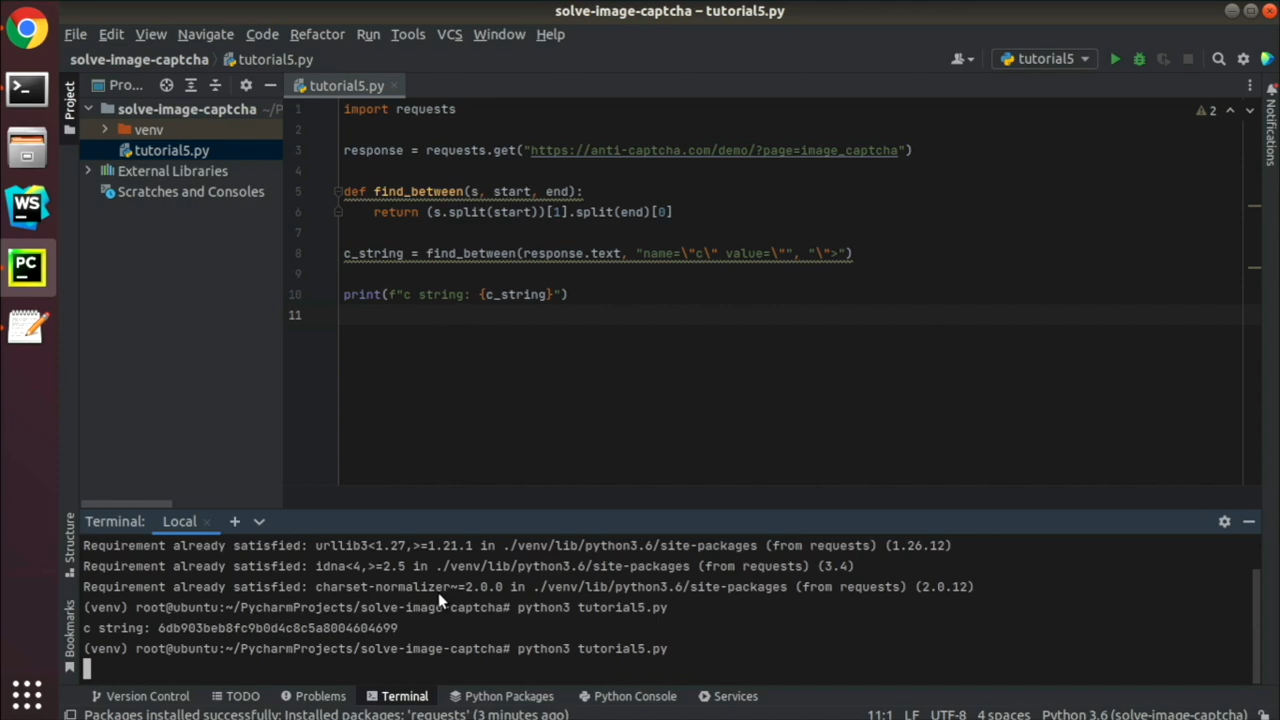 solve-image-captcha – tutorial5.py
File Edit View Navigate Code Refactor Run Tools VCS Window Help
solve-image-captcha tutorial5.py
tutorial5
Project
Pro...
tutorial5.py
solve-image-captcha ~/P
venv
tutorial5.py
External Libraries
Scratches and Consoles
2
Notifications
1 import requests
2
3 response = requests.get("https://anti-captcha.com/demo/?page=image_captcha")
4
5 def find_between(s, start, end):
6 return (s.split(start))[1].split(end)[0]
7
8 c_string = find_between(response.text, "name=\"c\" value=\"", "\">")
9
10 print(f"c string: {c_string}")
11
WS
PC
Structure
Bookmarks
Terminal: Local
Requirement already satisfied: urllib3<1.27,>=1.21.1 in ./venv/lib/python3.6/site-packages (from requests) (1.26.12)
Requirement already satisfied: idna<4,>=2.5 in ./venv/lib/python3.6/site-packages (from requests) (3.4)
Requirement already satisfied: charset-normalizer~=2.0.0 in ./venv/lib/python3.6/site-packages (from requests) (2.0.12)
(venv) root@ubuntu:~/PycharmProjects/solve-image-captcha# python3 tutorial5.py
c string: 6db903beb8fc9b0d4c8c5a8004604699
(venv) root@ubuntu:~/PycharmProjects/solve-image-captcha# python3 tutorial5.py
Version Control TODO Problems Terminal Python Packages Python Console Services
Packages installed successfully: Installed packages: 'requests' (3 minutes ago)
11:1 LF UTF-8 4 spaces Python 3.6 (solve-image-captcha)